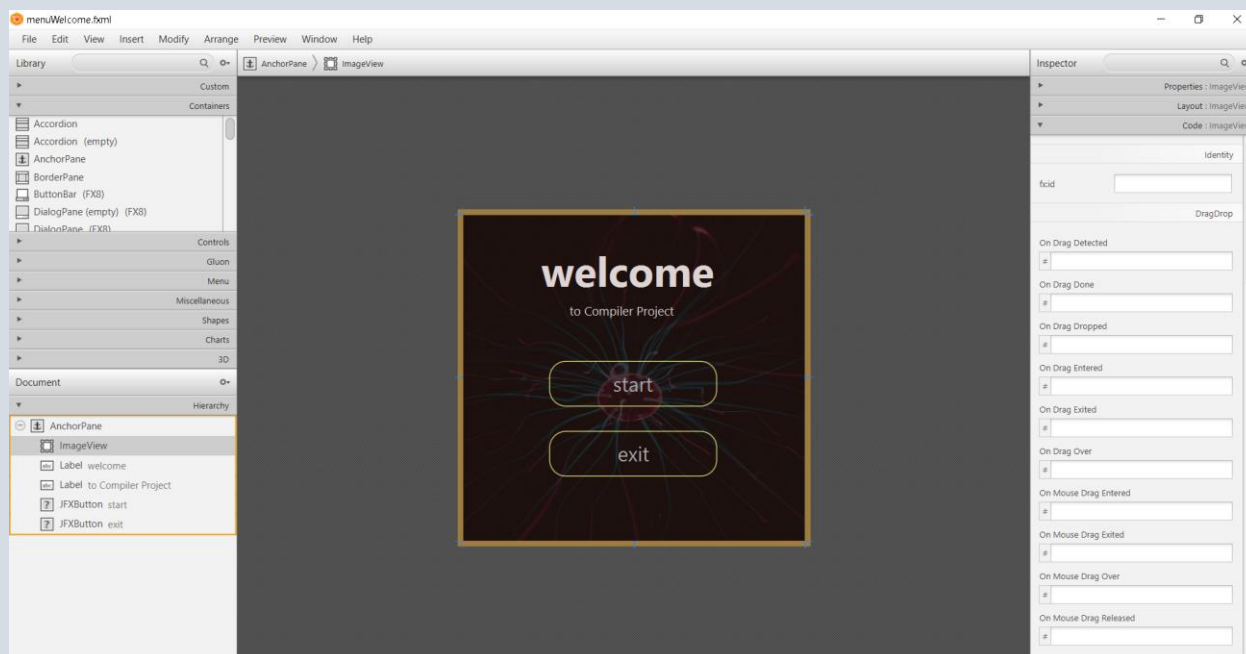 menuWelcome.fxml
File Edit View Insert Modify Arrange Preview Window Help
Library
AnchorPane ImageView
Inspector
Custom
Containers
Accordion
Accordion (empty)
AnchorPane
BorderPane
ButtonBar (FX8)
DialogPane (empty) (FX8)
DialogPane (FX8)
Controls
Gluon
Menu
Miscellaneous
Shapes
Charts
3D
Document
Hierarchy
AnchorPane
ImageView
abc Label welcome
abc Label to Compiler Project
? JFXButton start
? JFXButton exit
welcome
to Compiler Project
start
exit
Properties : ImageView
Layout : ImageView
Code : ImageView
Identity
fx:id
DragDrop
On Drag Detected
#
On Drag Done
#
On Drag Dropped
#
On Drag Entered
#
On Drag Exited
#
On Drag Over
#
On Mouse Drag Entered
#
On Mouse Drag Exited
#
On Mouse Drag Over
#
On Mouse Drag Released
#